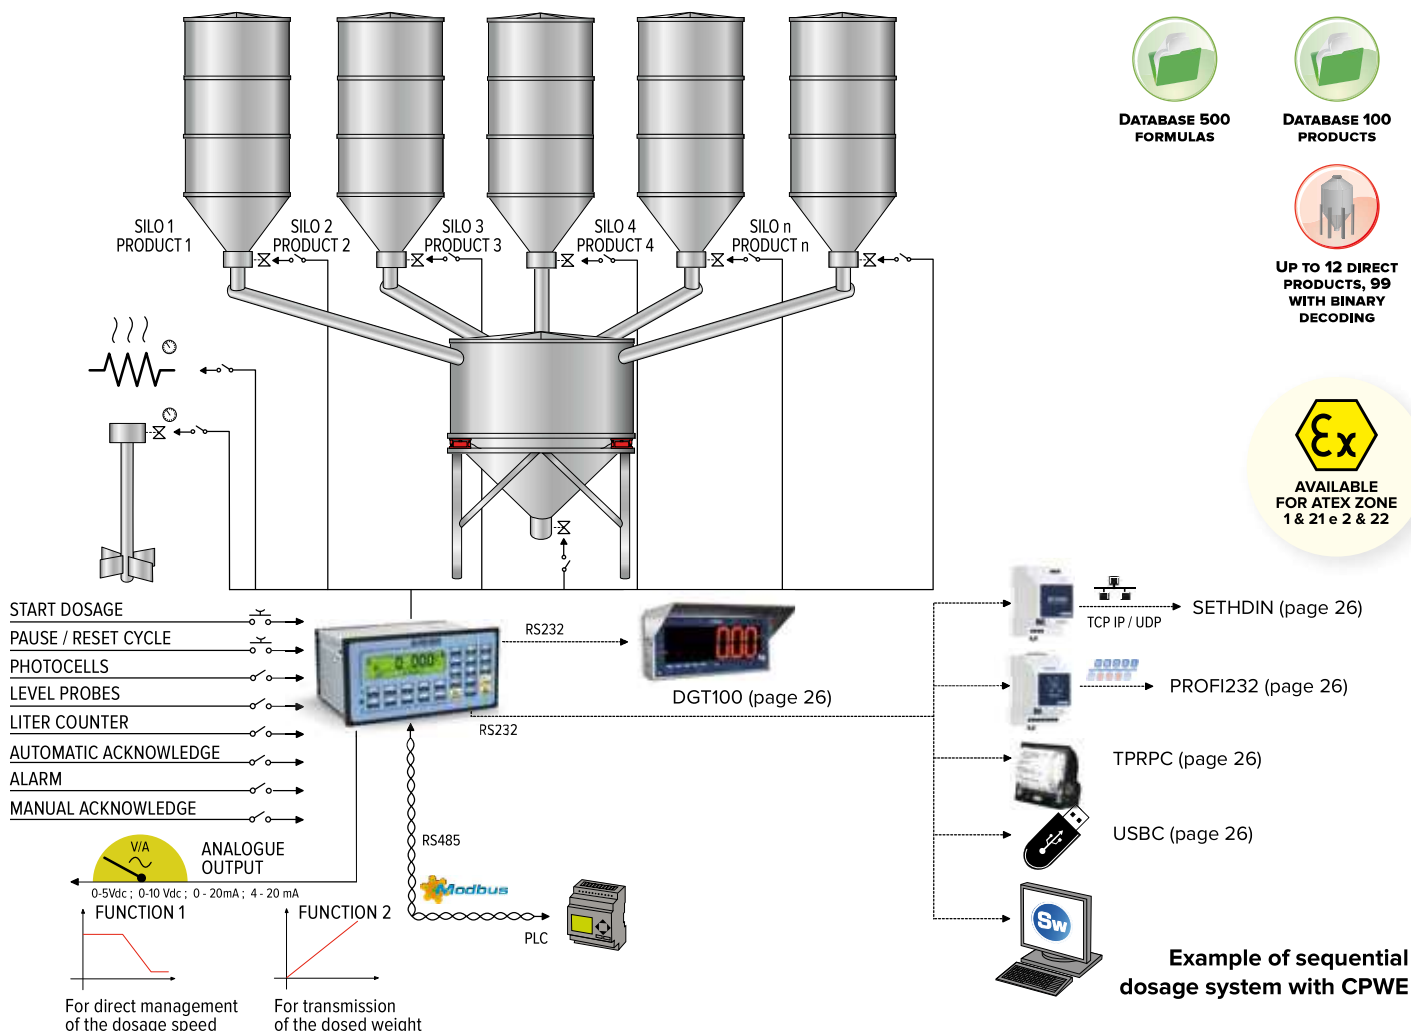 DATABASE 500
FORMULAS
DATABASE 100
PRODUCTS
UP TO 12 DIRECT
PRODUCTS, 99
WITH BINARY
DECODING
SILO 1
PRODUCT 1
SILO 2
PRODUCT 2
SILO 3
PRODUCT 3
SILO 4
PRODUCT 4
SILO n
PRODUCT n
Ex
AVAILABLE
FOR ATEX ZONE
1 & 21 e 2 & 22
START DOSAGE
PAUSE / RESET CYCLE
PHOTOCELLS
LEVEL PROBES
LITER COUNTER
AUTOMATIC ACKNOWLEDGE
ALARM
MANUAL ACKNOWLEDGE
RS232
0.00
DGT100 (page 26)
RS232
TCP IP / UDP
SETHDIN (page 26)
PROFI232 (page 26)
TPRPC (page 26)
USBC (page 26)
Sw
RS485
Modbus
PLC
V/A
ANALOGUE
OUTPUT
0-5Vdc ; 0-10 Vdc ; 0 - 20mA ; 4 - 20 mA
FUNCTION 1
FUNCTION 2
For direct management
of the dosage speed
For transmission
of the dosed weight
Example of sequential
dosage system with CPWE